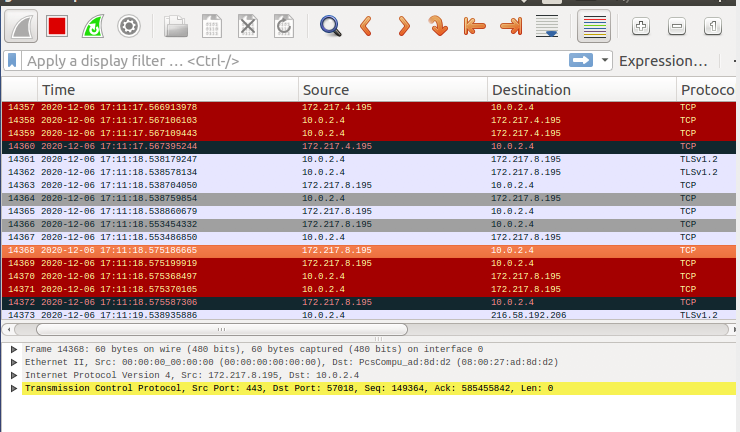 Apply a display filter … <Ctrl-/>
Expression…
Time Source Destination Protoco
14357 2020-12-06 17:11:17.566913978 172.217.4.195 10.0.2.4 TCP
14358 2020-12-06 17:11:17.567106103 10.0.2.4 172.217.4.195 TCP
14359 2020-12-06 17:11:17.567109443 10.0.2.4 172.217.4.195 TCP
14360 2020-12-06 17:11:17.567395244 172.217.4.195 10.0.2.4 TCP
14361 2020-12-06 17:11:18.538179247 10.0.2.4 172.217.8.195 TLSv1.2
14362 2020-12-06 17:11:18.538578134 10.0.2.4 172.217.8.195 TLSv1.2
14363 2020-12-06 17:11:18.538704050 172.217.8.195 10.0.2.4 TCP
14364 2020-12-06 17:11:18.538759854 172.217.8.195 10.0.2.4 TCP
14365 2020-12-06 17:11:18.538860679 10.0.2.4 172.217.8.195 TCP
14366 2020-12-06 17:11:18.553454332 172.217.8.195 10.0.2.4 TCP
14367 2020-12-06 17:11:18.553486850 10.0.2.4 172.217.8.195 TCP
14368 2020-12-06 17:11:18.575186665 172.217.8.195 10.0.2.4 TCP
14369 2020-12-06 17:11:18.575199919 172.217.8.195 10.0.2.4 TCP
14370 2020-12-06 17:11:18.575368497 10.0.2.4 172.217.8.195 TCP
14371 2020-12-06 17:11:18.575370105 10.0.2.4 172.217.8.195 TCP
14372 2020-12-06 17:11:18.575587306 172.217.8.195 10.0.2.4 TCP
14373 2020-12-06 17:11:19.538935886 10.0.2.4 216.58.192.206 TLSv1.2
Frame 14368: 60 bytes on wire (480 bits), 60 bytes captured (480 bits) on interface 0
Ethernet II, Src: 00:00:00_00:00:00 (00:00:00:00:00:00), Dst: PcsCompu_ad:8d:d2 (08:00:27:ad:8d:d2)
Internet Protocol Version 4, Src: 172.217.8.195, Dst: 10.0.2.4
Transmission Control Protocol, Src Port: 443, Dst Port: 57018, Seq: 149364, Ack: 585455842, Len: 0